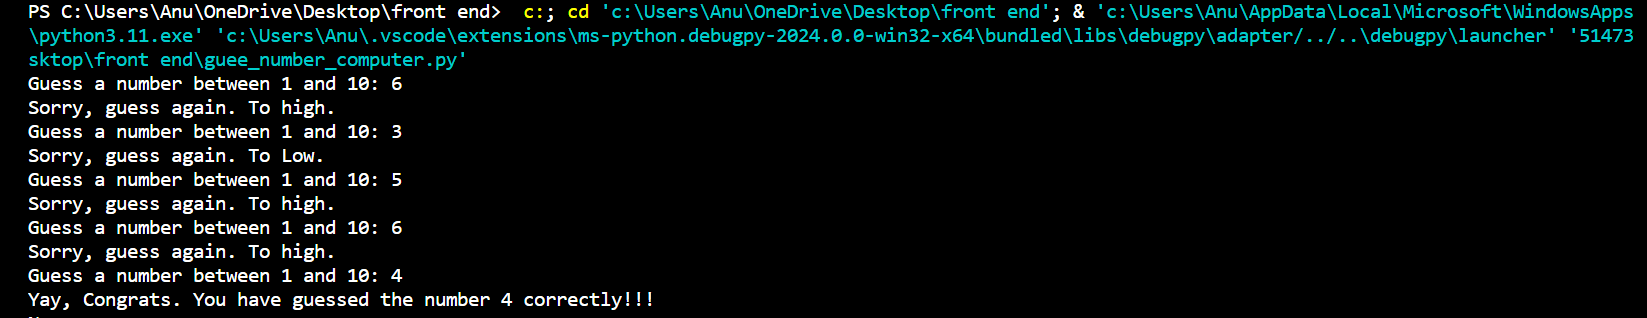 PS C:\Users\Anu\OneDrive\Desktop\front end>  c:; cd 'c:\Users\Anu\OneDrive\Desktop\front end'; & 'c:\Users\Anu\AppData\Local\Microsoft\WindowsApps
\python3.11.exe' 'c:\Users\Anu\.vscode\extensions\ms-python.debugpy-2024.0.0-win32-x64\bundled\libs\debugpy\adapter/../..\debugpy\launcher' '51473
sktop\front end\guee_number_computer.py'
Guess a number between 1 and 10: 6
Sorry, guess again. To high.
Guess a number between 1 and 10: 3
Sorry, guess again. To Low.
Guess a number between 1 and 10: 5
Sorry, guess again. To high.
Guess a number between 1 and 10: 6
Sorry, guess again. To high.
Guess a number between 1 and 10: 4
Yay, Congrats. You have guessed the number 4 correctly!!!